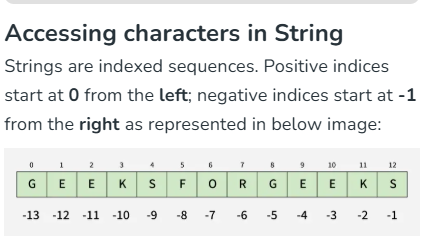 Accessing characters in String
Strings are indexed sequences. Positive indices
start at 0 from the left; negative indices start at -1
from the right as represented in below image:
0 1 2 3 4 5 6 7 8 9 10 11 12
G E E K S F O R G E E K S
-13 -12 -11 -10 -9 -8 -7 -6 -5 -4 -3 -2 -1